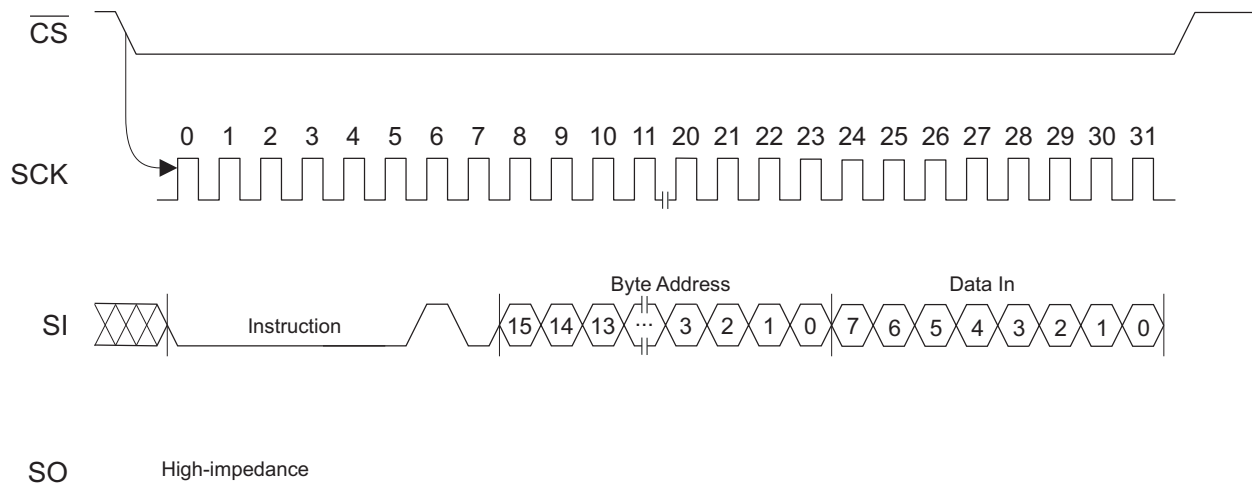 CS
0 1 2 3 4 5 6 7 8 9 10 11 20 21 22 23 24 25 26 27 28 29 30 31
SCK
Byte Address Data In
SI Instruction 15 14 13 ... 3 2 1 0 7 6 5 4 3 2 1 0
SO High-impedance